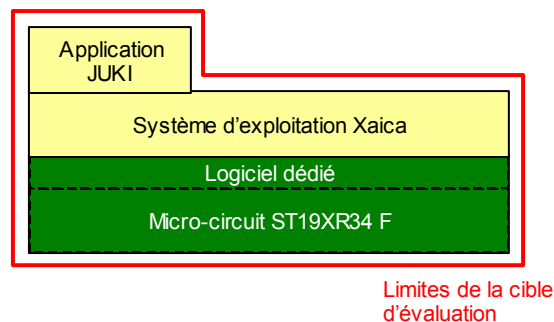 Application
JUKI
Système d'exploitation Xaica
Logiciel dédié
Micro-circuit ST19XR34 F
Limites de la cible
d'évaluation